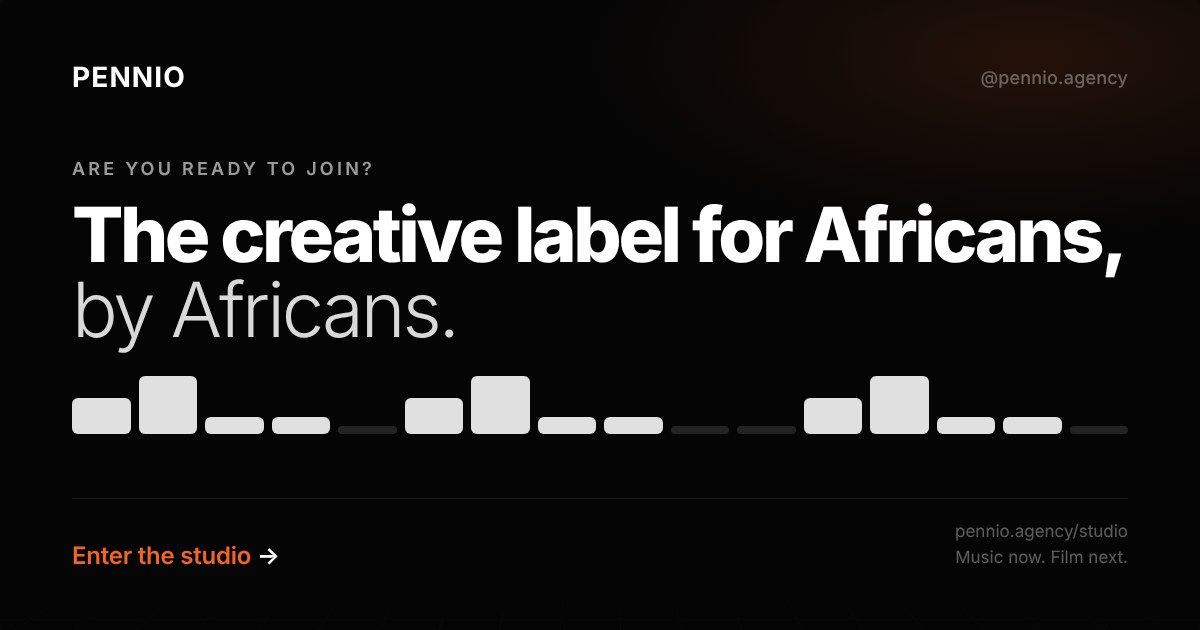 PENNIO
@pennio.agency
ARE YOU READY TO JOIN?
The creative label for Africans,
by Africans.
Enter the studio →
pennio.agency/studio
Music now. Film next.